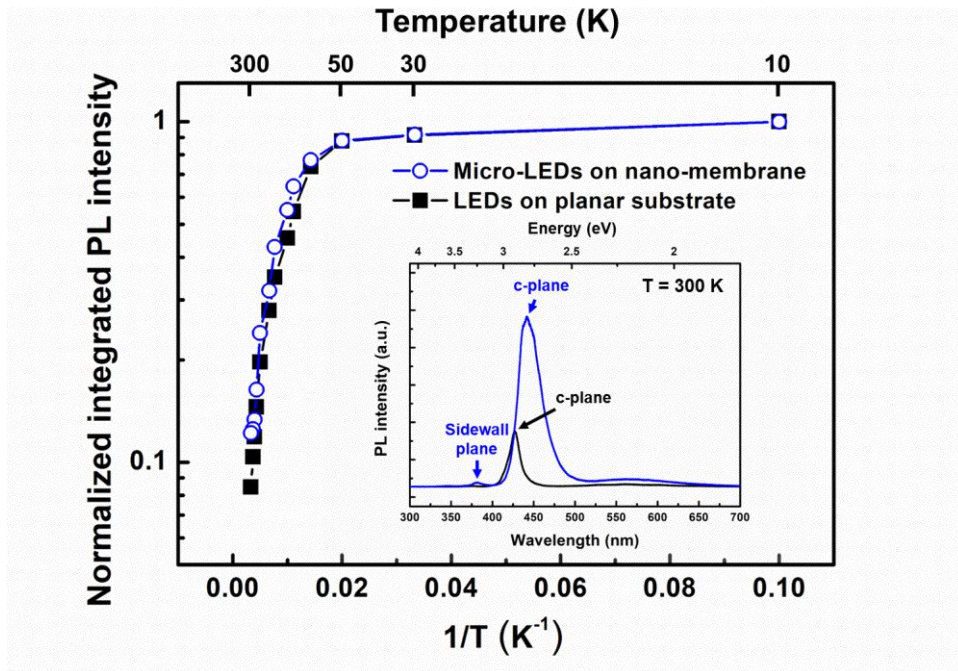 Temperature (K)
300 50 30 10
Normalized integrated PL intensity
1
0.1
Micro-LEDs on nano-membrane
LEDs on planar substrate
Energy (eV)
4 3.5 3 2.5 2
c-plane
T = 300 K
PL intensity (a.u.)
c-plane
Sidewall
plane
300 350 400 450 500 550 600 650 700
Wavelength (nm)
0.00 0.02 0.04 0.06 0.08 0.10
1/T (K⁻¹)